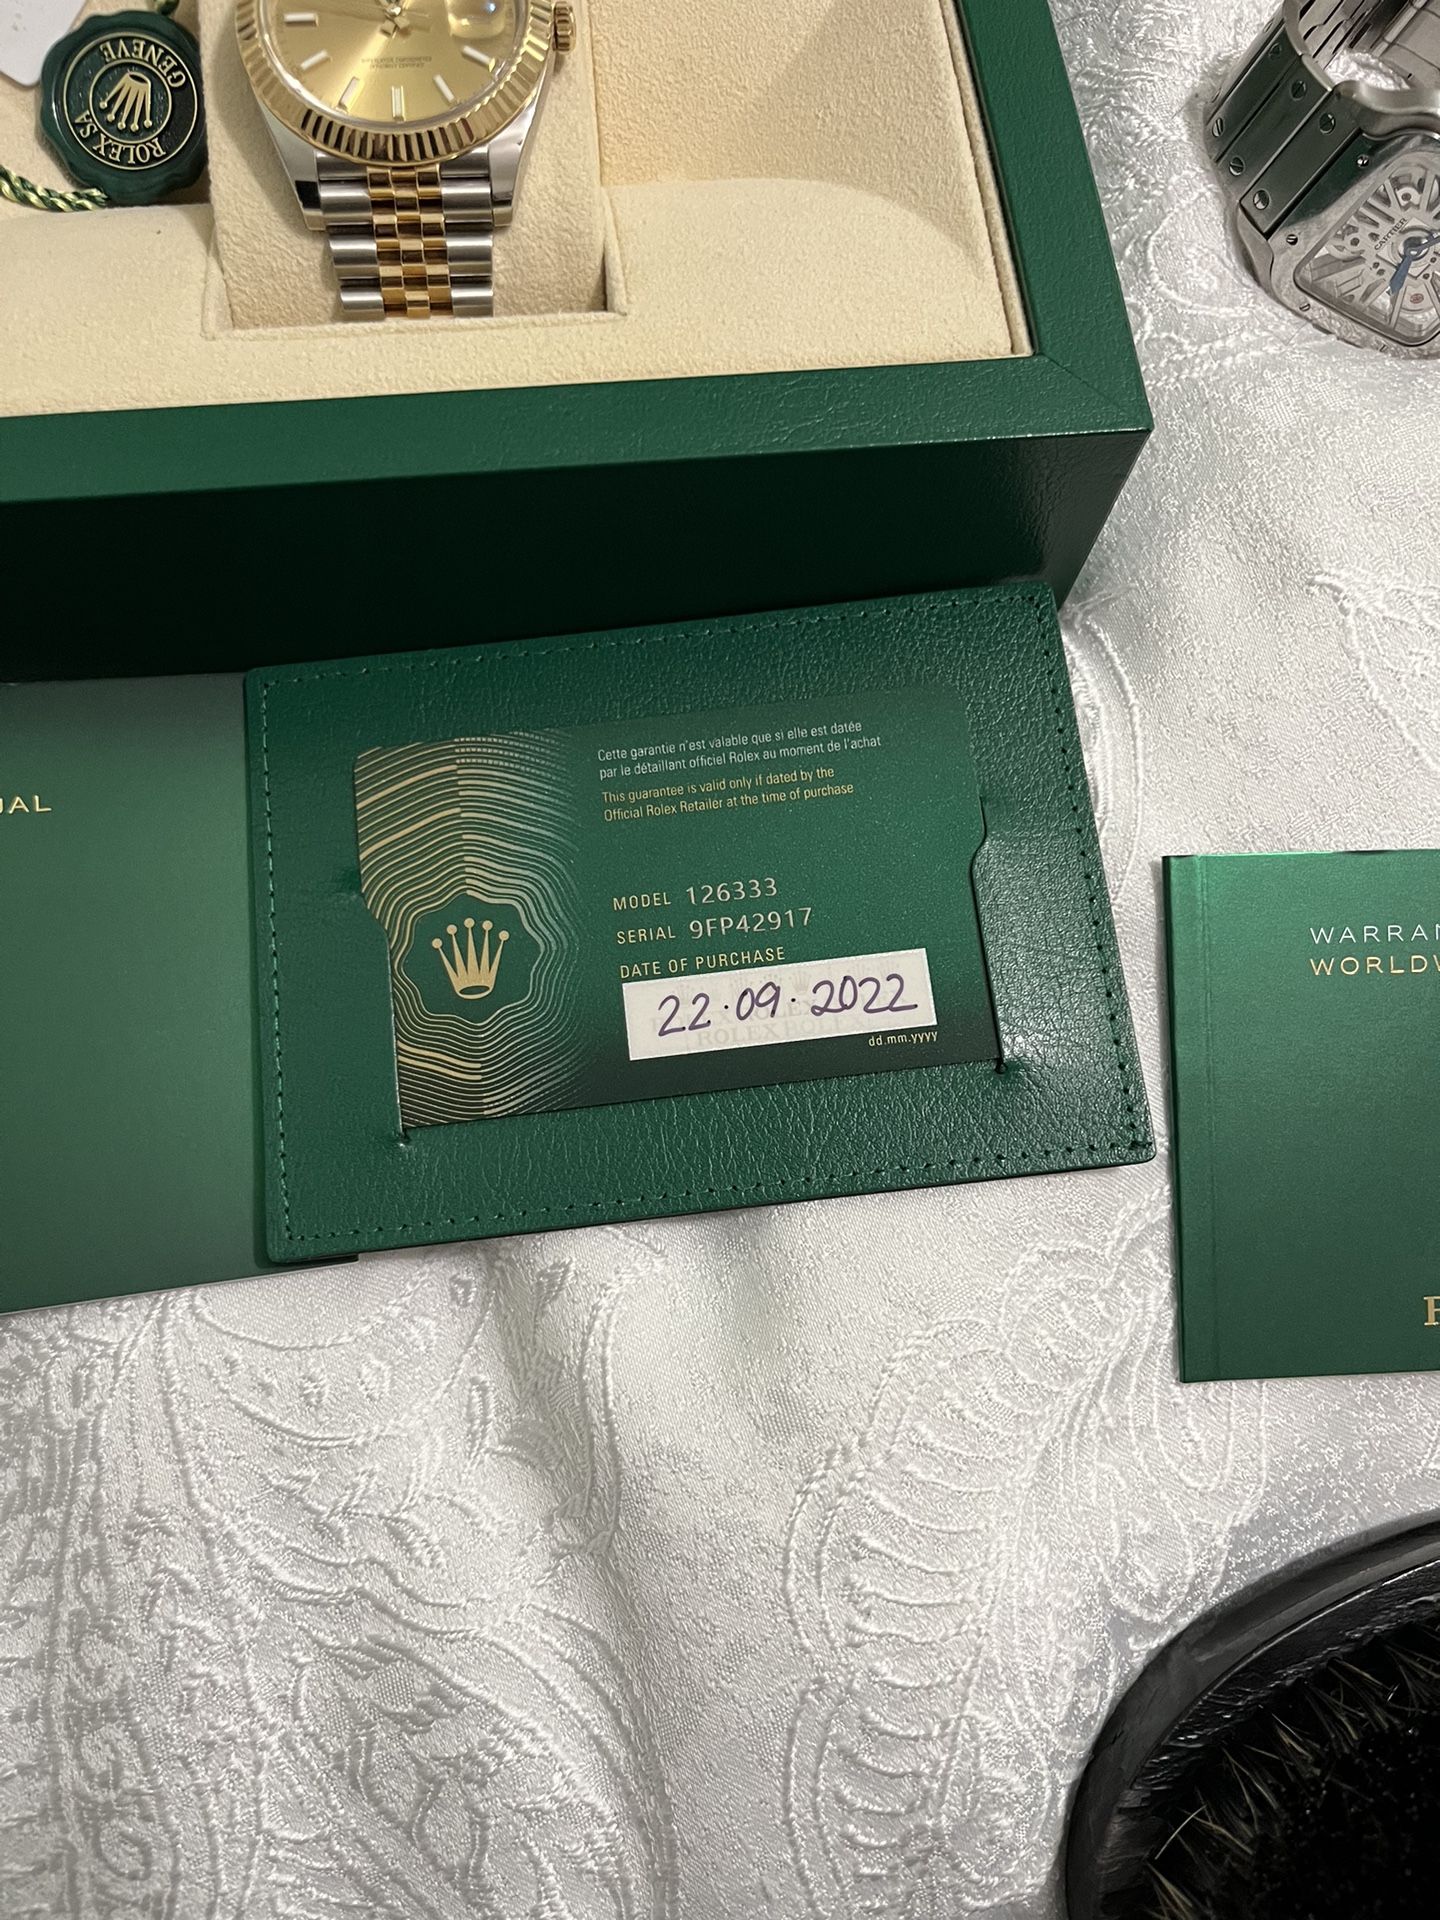 ROLEX SA
GENEVE
CARTIER
UAL
Cette garantie n'est valable que si elle est datée
par le détaillant officiel Rolex au moment de l'achat
This guarantee is valid only if dated by the
Official Rolex Retailer at the time of purchase
MODEL 126333
SERIAL 9FP42917
DATE OF PURCHASE
22.09.2022
dd.mm.yyyy
WARRAN
WORLDW